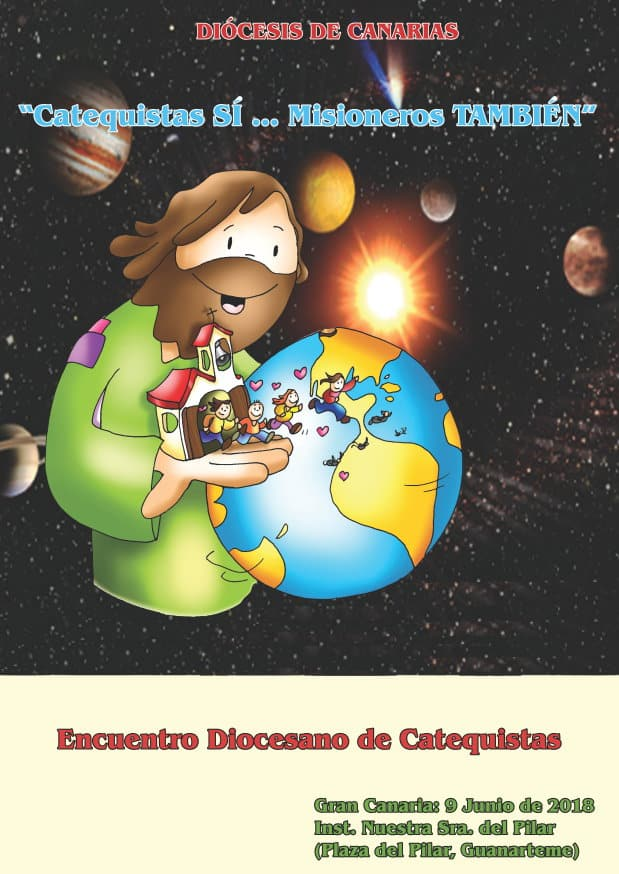 DIÓCESIS DE CANARIAS
“Catequistas SÍ ... Misioneros TAMBIÉN”
Encuentro Diocesano de Catequistas
Gran Canaria: 9 Junio de 2018
Inst. Nuestra Sra. del Pilar
(Plaza del Pilar, Guanarteme)